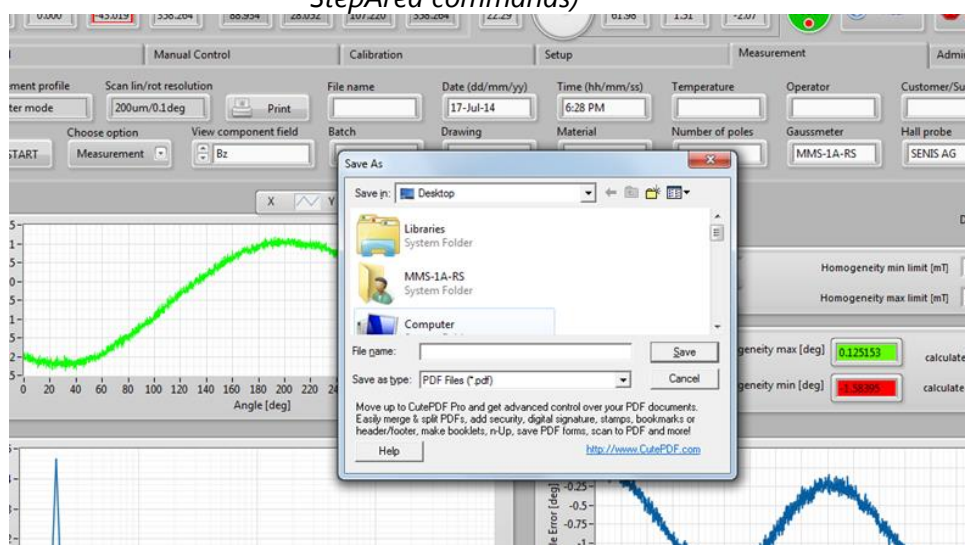 StepArea commands)
0.000 -43.019 338.264 88.934 28.032 107.220 338.264 22.29 61.98 1.51 -2.07
Manual Control Calibration Setup Measurement Admi
ement profile Scan lin/rot resolution File name Date (dd/mm/yy) Time (hh/mm/ss) Temperature Operator Customer/Su
ter mode 200um/0.1deg Print 17-Jul-14 6:28 PM
Choose option View component field Batch Drawing Material Number of poles Gaussmeter Hall probe
START Measurement Bz MMS-1A-RS SENIS AG
Save As
X Y
Save in: Desktop
Libraries
System Folder
MMS-1A-RS
System Folder
Computer
Homogeneity min limit [mT]
Homogeneity max limit [mT]
File name: Save
Save as type: PDF Files (*.pdf) Cancel
geneity max [deg] 0.125153 calculate
geneity min [deg] -1.58395 calculate
0 20 40 60 80 100 120 140 160 180 200 220
Angle [deg]
Move up to CutePDF Pro and get advanced control over your PDF documents.
Easily merge & split PDFs, add security, digital signature, stamps, bookmarks or
header/footer, make booklets, n-Up, save PDF forms, scan to PDF and more!
Help http://www.CutePDF.com
le Error [deg]
-0.25
-0.5
-0.75
-1